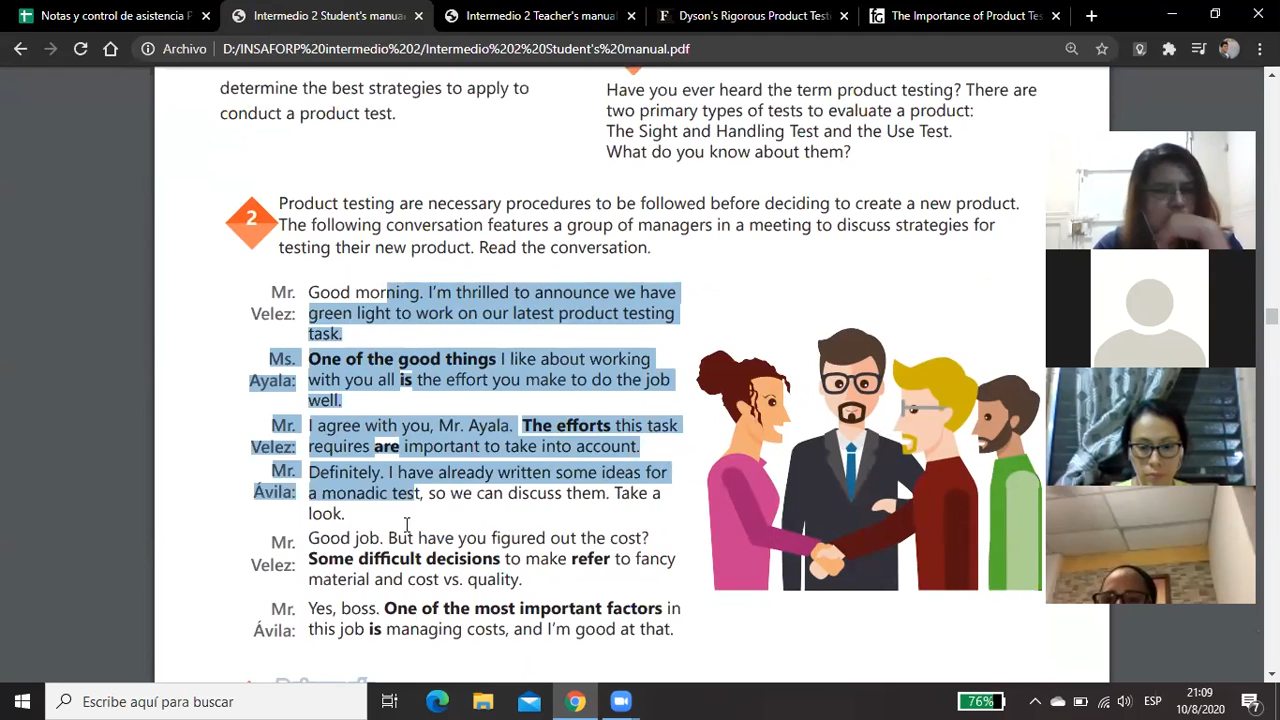 Notas y control de asistencia P
Intermedio 2 Student's manua
Intermedio 2 Teacher's manual
Dyson's Rigorous Product Test
The Importance of Product Tes
Archivo
D:/INSAFORP%20intermedio%202/Intermedio%202%20Student's%20manual.pdf
determine the best strategies to apply to
conduct a product test.
Have you ever heard the term product testing? There are
two primary types of tests to evaluate a product:
The Sight and Handling Test and the Use Test.
What do you know about them?
2
Product testing are necessary procedures to be followed before deciding to create a new product.
The following conversation features a group of managers in a meeting to discuss strategies for
testing their new product. Read the conversation.
Mr. Velez: Good morning. I'm thrilled to announce we have
green light to work on our latest product testing
task.
Ms. Ayala: One of the good things I like about working
with you all is the effort you make to do the job
well.
Mr. Velez: I agree with you, Mr. Ayala. The efforts this task
requires are important to take into account.
Mr. Ávila: Definitely. I have already written some ideas for
a monadic test, so we can discuss them. Take a
look.
Mr. Velez: Good job. But have you figured out the cost?
Some difficult decisions to make refer to fancy
material and cost vs. quality.
Mr. Ávila: Yes, boss. One of the most important factors in
this job is managing costs, and I'm good at that.
Escribe aquí para buscar
76%
ESP
21:09
10/8/2020
7